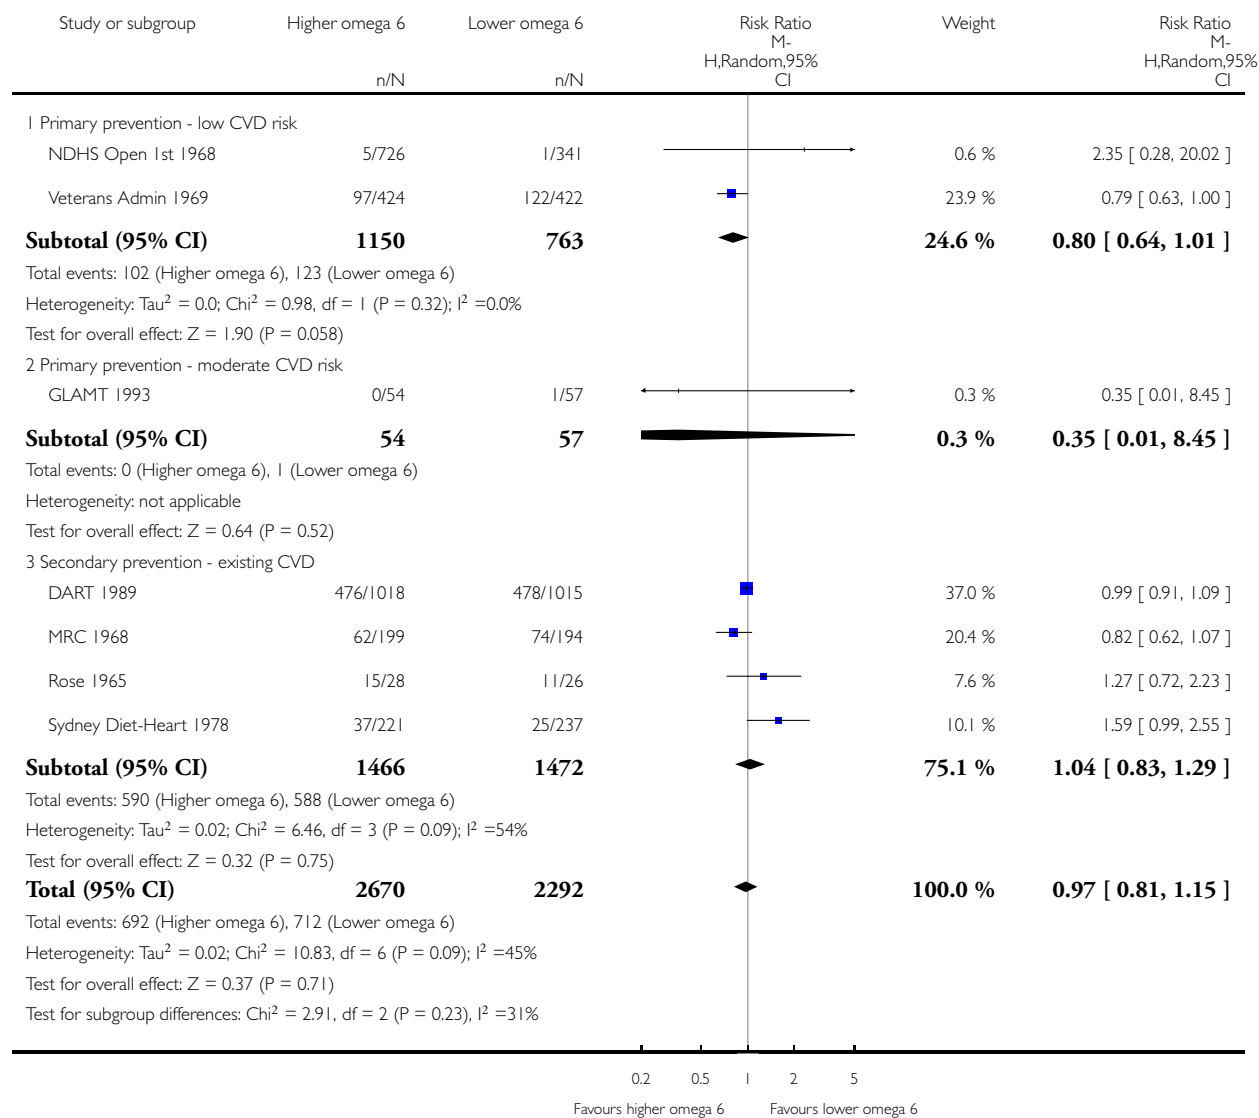 Study or subgroup Higher omega 6 Lower omega 6 Risk Ratio Weight Risk Ratio
M- M-
H,Random,95% H,Random,95%
n/N n/N CI CI
1 Primary prevention - low CVD risk
NDHS Open 1st 1968 5/726 1/341 0.6 % 2.35 [ 0.28, 20.02 ]
Veterans Admin 1969 97/424 122/422 23.9 % 0.79 [ 0.63, 1.00 ]
Subtotal (95% CI) 1150 763 24.6 % 0.80 [ 0.64, 1.01 ]
Total events: 102 (Higher omega 6), 123 (Lower omega 6)
Heterogeneity: Tau² = 0.0; Chi² = 0.98, df = 1 (P = 0.32); I² =0.0%
Test for overall effect: Z = 1.90 (P = 0.058)
2 Primary prevention - moderate CVD risk
GLAMT 1993 0/54 1/57 0.3 % 0.35 [ 0.01, 8.45 ]
Subtotal (95% CI) 54 57 0.3 % 0.35 [ 0.01, 8.45 ]
Total events: 0 (Higher omega 6), 1 (Lower omega 6)
Heterogeneity: not applicable
Test for overall effect: Z = 0.64 (P = 0.52)
3 Secondary prevention - existing CVD
DART 1989 476/1018 478/1015 37.0 % 0.99 [ 0.91, 1.09 ]
MRC 1968 62/199 74/194 20.4 % 0.82 [ 0.62, 1.07 ]
Rose 1965 15/28 11/26 7.6 % 1.27 [ 0.72, 2.23 ]
Sydney Diet-Heart 1978 37/221 25/237 10.1 % 1.59 [ 0.99, 2.55 ]
Subtotal (95% CI) 1466 1472 75.1 % 1.04 [ 0.83, 1.29 ]
Total events: 590 (Higher omega 6), 588 (Lower omega 6)
Heterogeneity: Tau² = 0.02; Chi² = 6.46, df = 3 (P = 0.09); I² =54%
Test for overall effect: Z = 0.32 (P = 0.75)
Total (95% CI) 2670 2292 100.0 % 0.97 [ 0.81, 1.15 ]
Total events: 692 (Higher omega 6), 712 (Lower omega 6)
Heterogeneity: Tau² = 0.02; Chi² = 10.83, df = 6 (P = 0.09); I² =45%
Test for overall effect: Z = 0.37 (P = 0.71)
Test for subgroup differences: Chi² = 2.91, df = 2 (P = 0.23), I² =31%
0.2 0.5 1 2 5
Favours higher omega 6 Favours lower omega 6